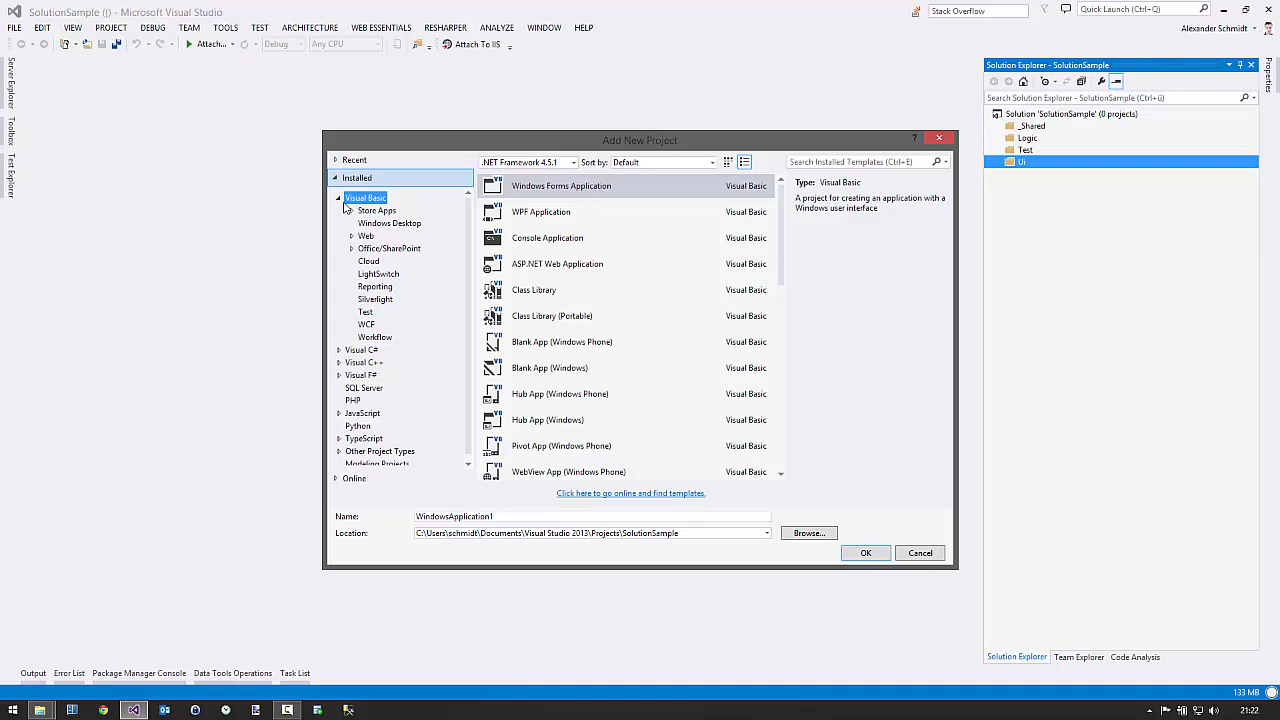 SolutionSample (|) - Microsoft Visual Studio
Stack Overflow
Quick Launch (Ctrl+Q)
FILE EDIT VIEW PROJECT DEBUG TEAM TOOLS TEST ARCHITECTURE WEB ESSENTIALS RESHARPER ANALYZE WINDOW HELP
Alexander Schmidt
Attach... Debug Any CPU Attach To IIS
Server Explorer
Toolbox
Test Explorer
Solution Explorer - SolutionSample
Properties
Search Solution Explorer - SolutionSample (Ctrl+ü)
Solution 'SolutionSample' (0 projects)
_Shared
Logic
Test
Ui
Add New Project
?
Recent
.NET Framework 4.5.1 Sort by: Default
Search Installed Templates (Ctrl+E)
Installed
Visual Basic
Store Apps
Windows Desktop
Web
Office/SharePoint
Cloud
LightSwitch
Reporting
Silverlight
Test
WCF
Workflow
Visual C#
Visual C++
Visual F#
SQL Server
PHP
JavaScript
Python
TypeScript
Other Project Types
Modeling Projects
Online
Windows Forms Application Visual Basic
WPF Application Visual Basic
Console Application Visual Basic
ASP.NET Web Application Visual Basic
Class Library Visual Basic
Class Library (Portable) Visual Basic
Blank App (Windows Phone) Visual Basic
Blank App (Windows) Visual Basic
Hub App (Windows Phone) Visual Basic
Hub App (Windows) Visual Basic
Pivot App (Windows Phone) Visual Basic
WebView App (Windows Phone) Visual Basic
Type: Visual Basic
A project for creating an application with a
Windows user interface
Click here to go online and find templates.
Name: WindowsApplication1
Location: C:\Users\schmidt\Documents\Visual Studio 2013\Projects\SolutionSample Browse...
OK Cancel
Solution Explorer Team Explorer Code Analysis
Output Error List Package Manager Console Data Tools Operations Task List
133 MB
21:22